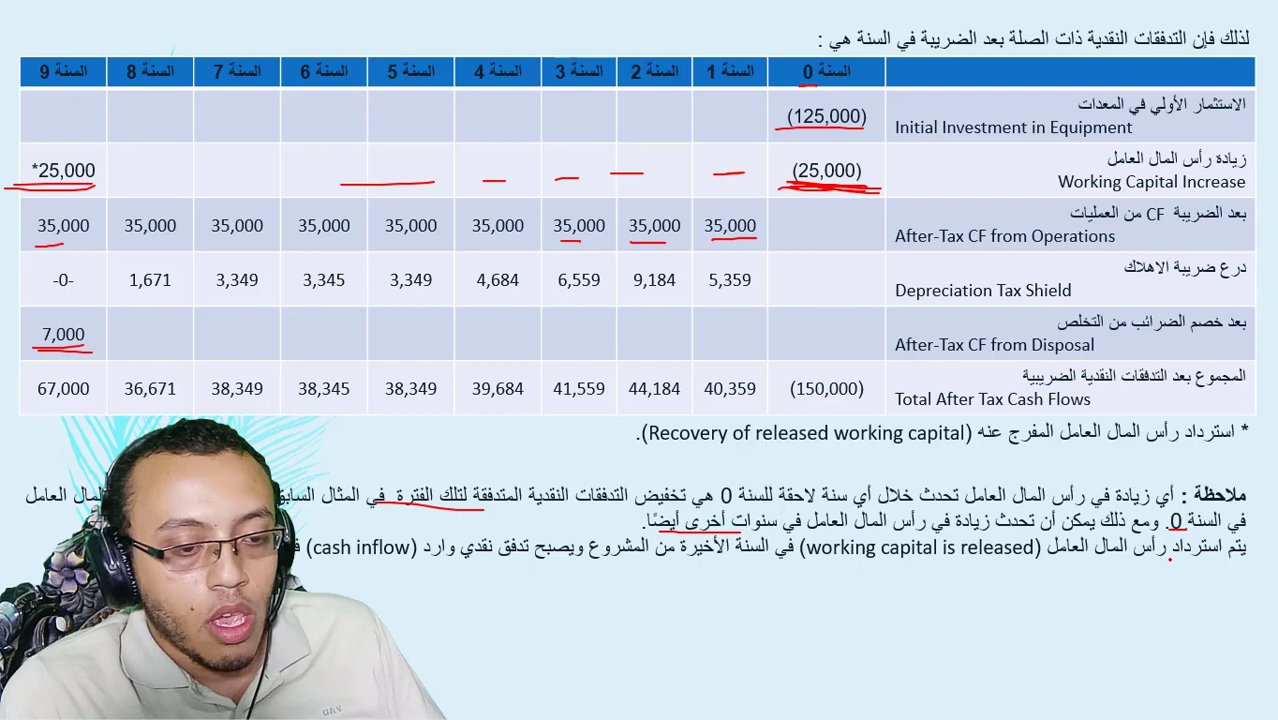 لذلك فإن التدفقات النقدية ذات الصلة بعد الضريبة في السنة هي :
السنة 0 السنة 1 السنة 2 السنة 3 السنة 4 السنة 5 السنة 6 السنة 7 السنة 8 السنة 9
الاستثمار الأولي في المعدات
Initial Investment in Equipment (125,000)
زيادة رأس المال العامل
Working Capital Increase (25,000) *25,000
بعد الضريبة CF من العمليات
After-Tax CF from Operations 35,000 35,000 35,000 35,000 35,000 35,000 35,000 35,000 35,000
درع ضريبة الاهلاك
Depreciation Tax Shield 5,359 9,184 6,559 4,684 3,349 3,345 3,349 1,671 -0-
بعد خصم الضرائب من التخلص
After-Tax CF from Disposal 7,000
المجموع بعد التدفقات النقدية الضريبية
Total After Tax Cash Flows (150,000) 40,359 44,184 41,559 39,684 38,349 38,345 38,349 36,671 67,000
* استرداد رأس المال العامل المفرج عنه (Recovery of released working capital).
ملاحظة : أي زيادة في رأس المال العامل تحدث خلال أي سنة لاحقة للسنة 0 هي تخفيض التدفقات النقدية المتدفقة لتلك الفترة في المثال العامل
في السنة 0. ومع ذلك يمكن أن تحدث زيادة في رأس المال العامل في سنوات أخرى أيضًا.
يتم استرداد رأس المال العامل (working capital is released) في السنة الأخيرة من المشروع ويصبح تدفق نقدي وارد (cash inflow)